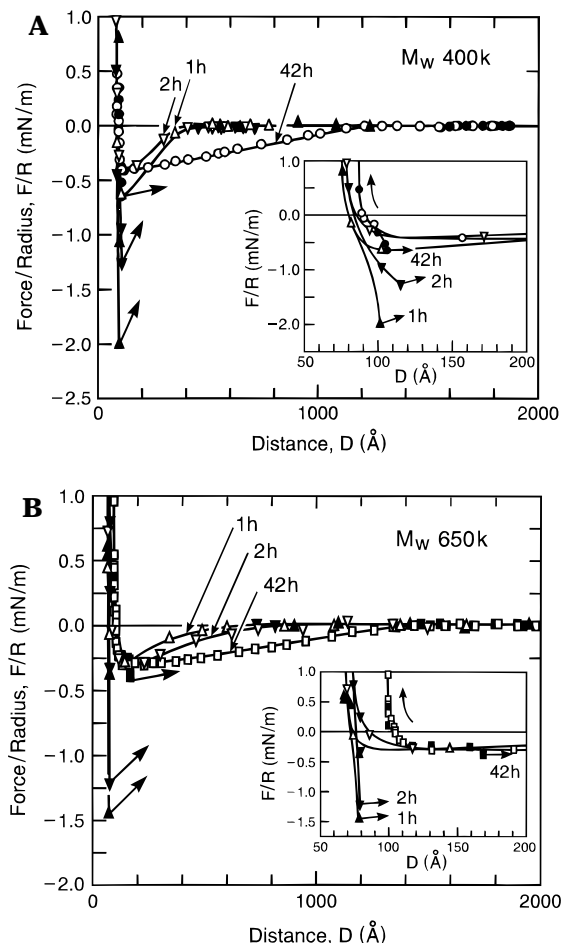 A
M_W 400k
1h
2h
42h
Force/Radius, F/R (mN/m)
1.0
0.5
0.0
−0.5
−1.0
−1.5
−2.0
−2.5
0
1000
2000
Distance, D (Å)
F/R (mN/m)
1.0
0.0
−1.0
−2.0
42h
2h
1h
50
100
150
200
D (Å)
B
M_W 650k
1h
2h
42h
Force/Radius, F/R (mN/m)
1.0
0.5
0.0
−0.5
−1.0
−1.5
−2.0
0
1000
2000
Distance, D (Å)
F/R (mN/m)
1.0
0.5
0.0
−0.5
−1.0
−1.5
42h
2h
1h
50
100
150
200
D (Å)